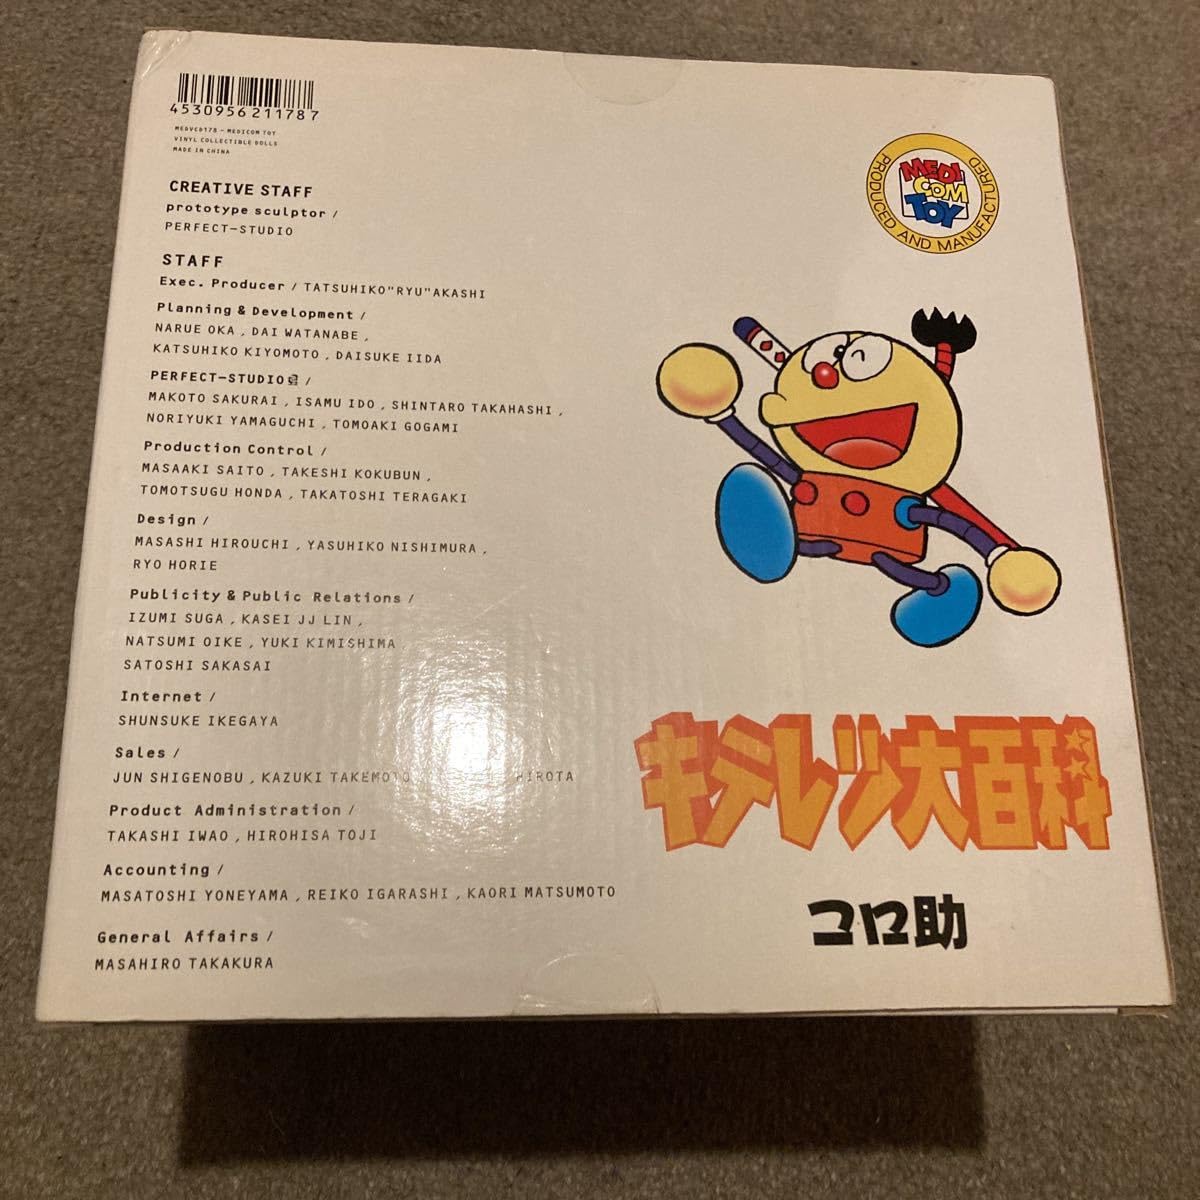 4530956211787
MEDVCD178 - MEDICOM TOY
VINYL COLLECTIBLE DOLLS
MADE IN CHINA
CREATIVE STAFF
prototype sculptor /
PERFECT-STUDIO
STAFF
Exec. Producer / TATSUHIKO"RYU"AKASHI
Planning & Development /
NARUE OKA , DAI WATANABE ,
KATSUHIKO KIYOMOTO , DAISUKE IIDA
PERFECT-STUDIO /
MAKOTO SAKURAI , ISAMU IDO , SHINTARO TAKAHASHI ,
NORIYUKI YAMAGUCHI , TOMOAKI GOGAMI
Production Control /
MASAAKI SAITO , TAKESHI KOKUBUN ,
TOMOTSUGU HONDA , TAKATOSHI TERAGAKI
Design /
MASASHI HIROUCHI , YASUHIKO NISHIMURA ,
RYO HORIE
Publicity & Public Relations /
IZUMI SUGA , KASEI JJ LIN ,
NATSUMI OIKE , YUKI KIMISHIMA ,
SATOSHI SAKASAI
Internet /
SHUNSUKE IKEGAYA
Sales /
JUN SHIGENOBU , KAZUKI TAKEMOTO HIROTA
Product Administration /
TAKASHI IWAO , HIROHISA TOJI
Accounting /
MASATOSHI YONEYAMA , REIKO IGARASHI , KAORI MATSUMOTO
General Affairs /
MASAHIRO TAKAKURA
MEDI
COM
TOY
PRODUCED AND MANUFACTURED
キテレツ大百科
コロ助